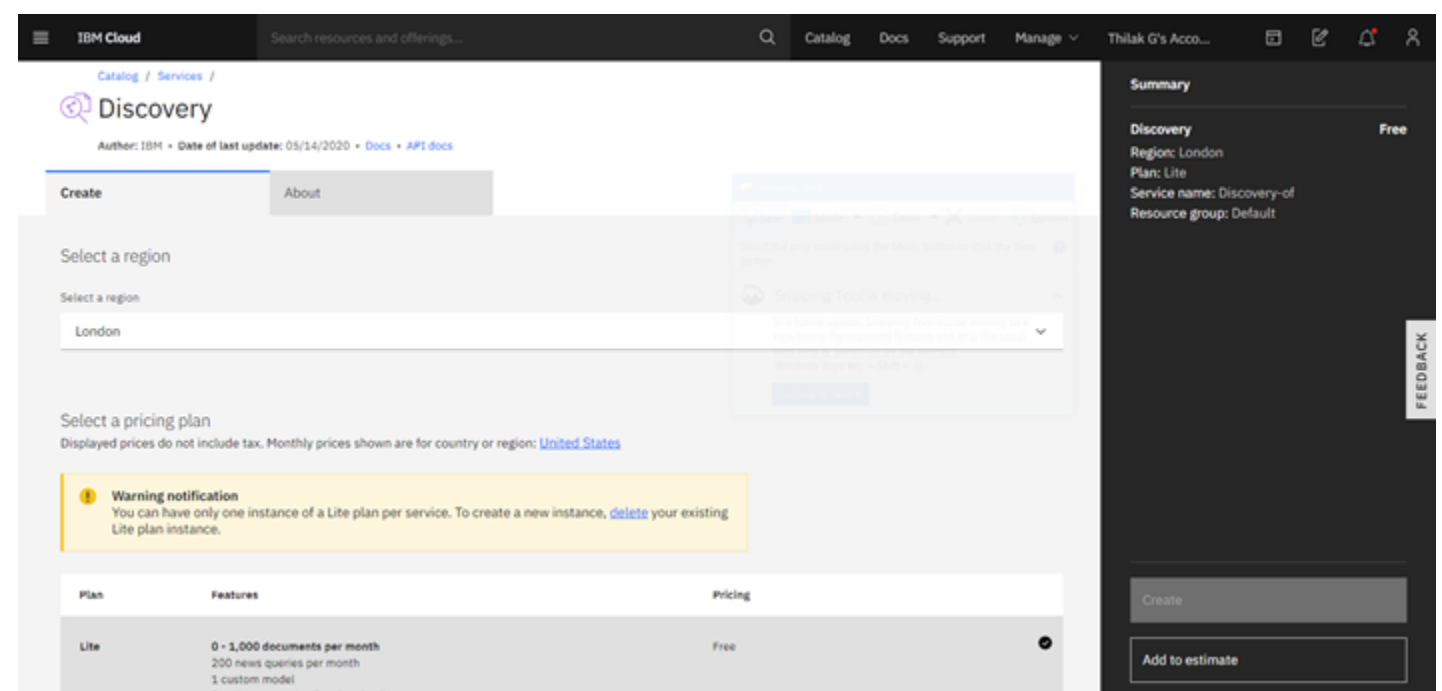 IBM Cloud
Search resources and offerings...
Catalog
Docs
Support
Manage
Thilak G's Acco...
Catalog / Services /
Discovery
Author: IBM • Date of last update: 05/14/2020 • Docs • API docs
Create
About
Select a region
Select a region
London
Snipping Tool is moving...
Select a pricing plan
Displayed prices do not include tax. Monthly prices shown are for country or region: United States
Warning notification
You can have only one instance of a Lite plan per service. To create a new instance, delete your existing
Lite plan instance.
Plan
Features
Pricing
Lite
0 - 1,000 documents per month
Free
200 news queries per month
1 custom model
Summary
Discovery
Free
Region: London
Plan: Lite
Service name: Discovery-of
Resource group: Default
FEEDBACK
Create
Add to estimate